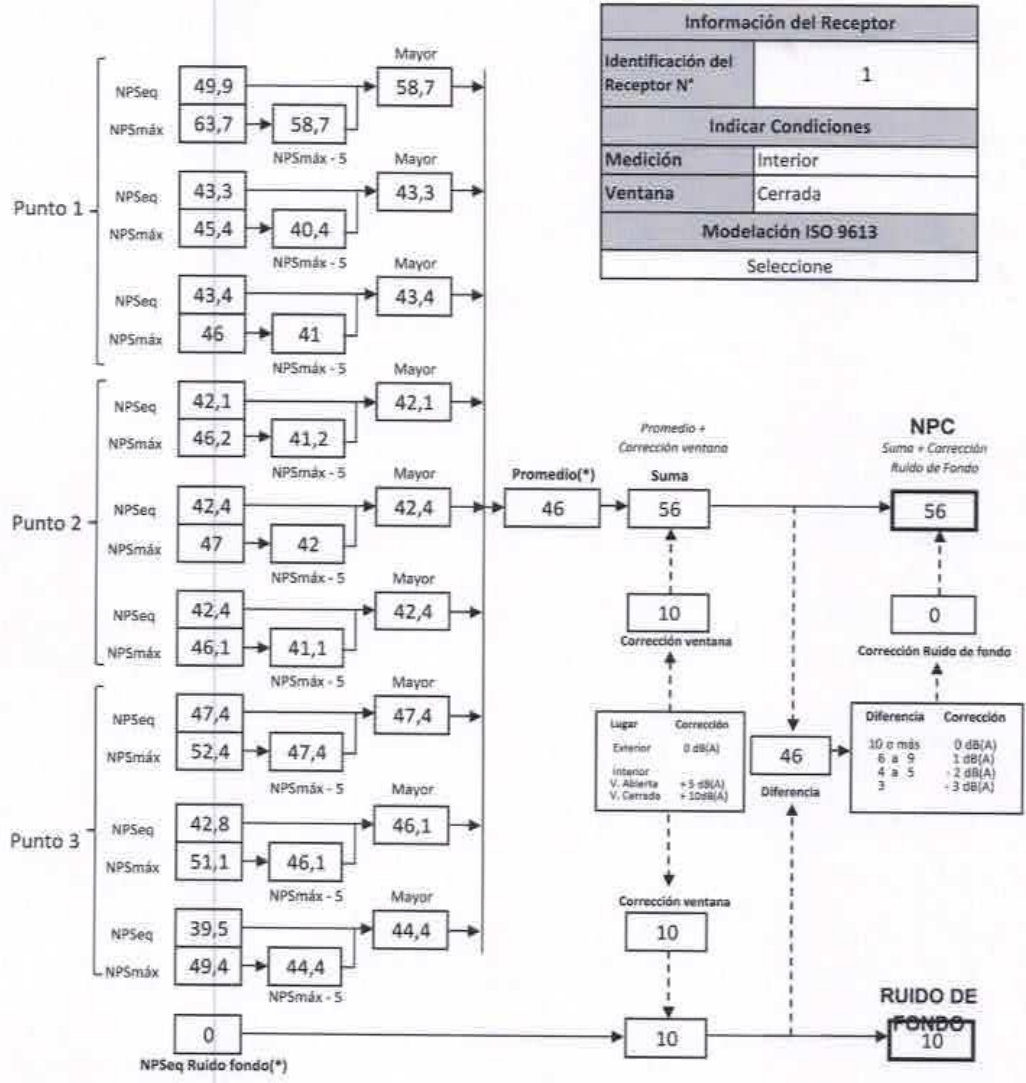 Información del Receptor
Identificación del Receptor N° 1
Indicar Condiciones
Medición Interior
Ventana Cerrada
Modelación ISO 9613
Seleccione
Punto 1
Mayor
NPSeq 49,9 58,7
NPSmáx 63,7 58,7
NPSmáx - 5
Mayor
NPSeq 43,3 43,3
NPSmáx 45,4 40,4
NPSmáx - 5
Mayor
NPSeq 43,4 43,4
NPSmáx 46 41
NPSmáx - 5
Punto 2
Mayor
NPSeq 42,1 42,1
NPSmáx 46,2 41,2
NPSmáx - 5
Mayor
NPSeq 42,4 42,4
NPSmáx 47 42
NPSmáx - 5
Mayor
NPSeq 42,4 42,4
NPSmáx 46,1 41,1
NPSmáx - 5
Punto 3
Mayor
NPSeq 47,4 47,4
NPSmáx 52,4 47,4
NPSmáx - 5
Mayor
NPSeq 42,8 46,1
NPSmáx 51,1 46,1
NPSmáx - 5
Mayor
NPSeq 39,5 44,4
NPSmáx 49,4 44,4
NPSmáx - 5
0
NPSeq Ruido fondo(*)
Promedio(*)
46
Promedio +
Corrección ventana
Suma
56
10
Corrección ventana
Lugar Corrección
Exterior 0 dB(A)
Interior
V. Abierta + 5 dB(A)
V. Cerrada + 10dB(A)
Corrección ventana
10
10
46
Diferencia
NPC
Suma + Corrección
Ruido de Fondo
56
0
Corrección Ruido de fondo
Diferencia Corrección
10 o más 0 dB(A)
6 a 9 1 dB(A)
4 a 5 - 2 dB(A)
3 - 3 dB(A)
RUIDO DE
FONDO
10